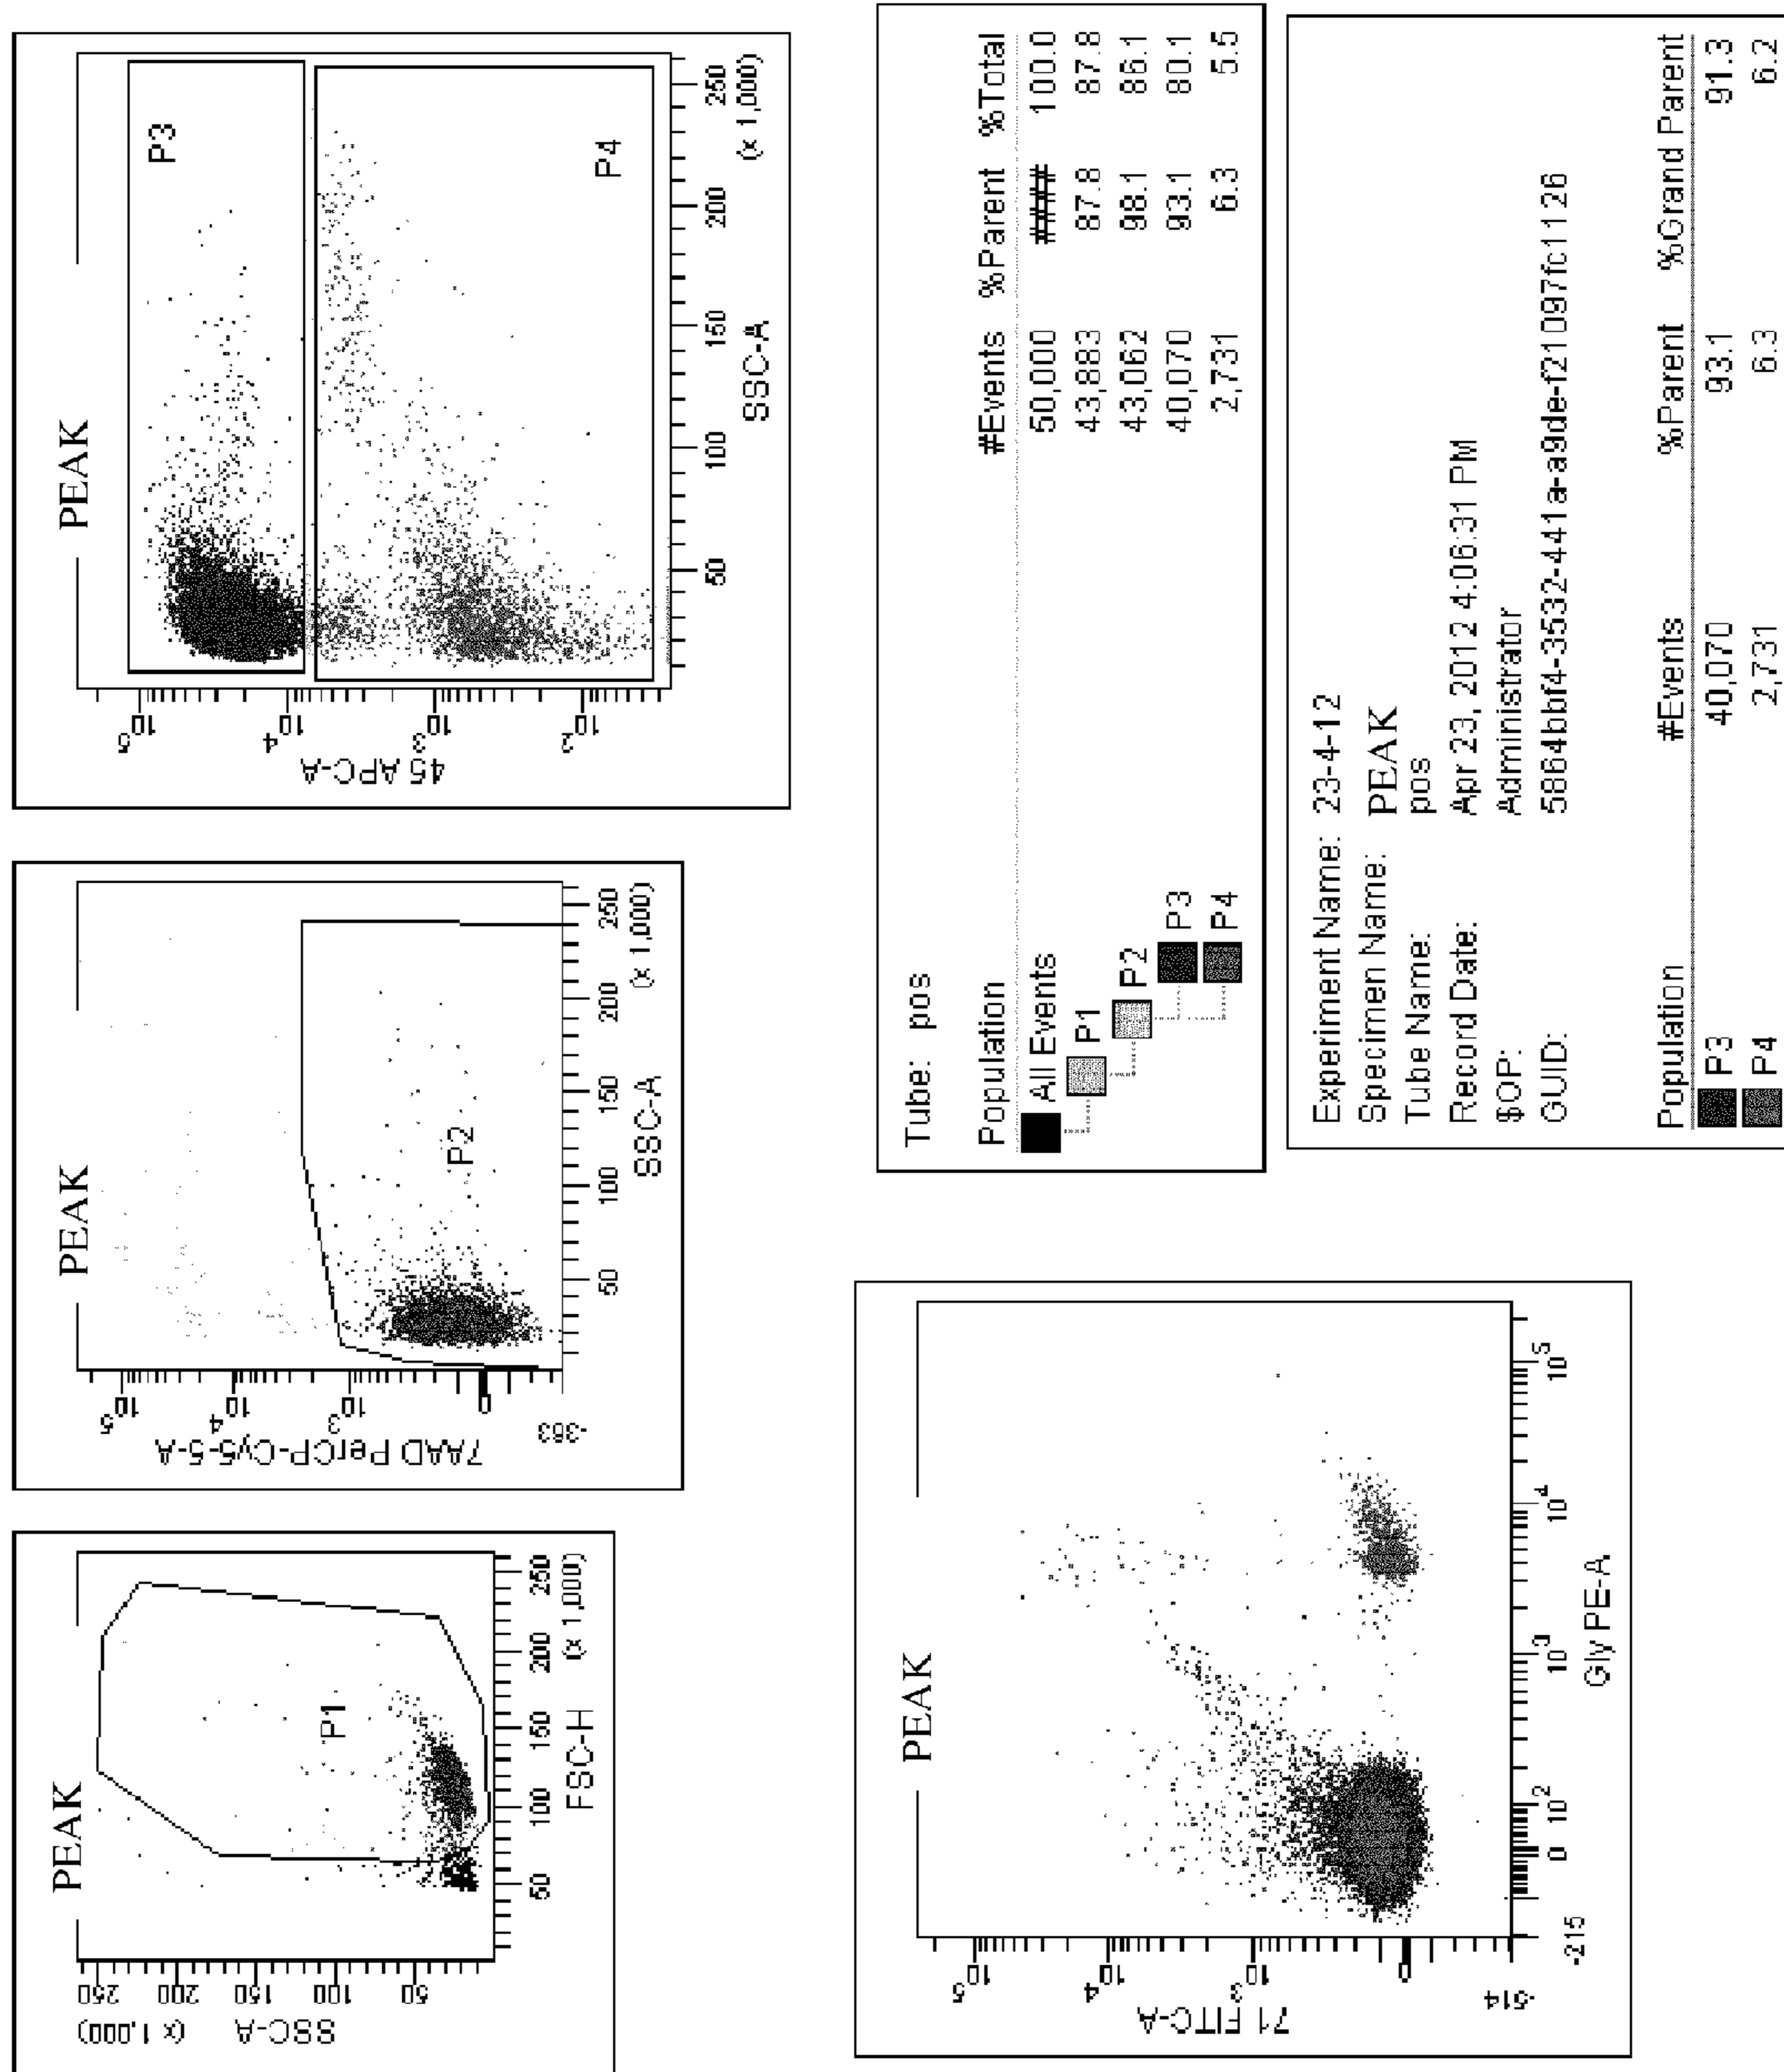 PEAK
SSC-A
(x 1,000)
50 100 150 200 250
P1
50 100 150 200 250
(x 1,000)
FSC-H
PEAK
7AAD PerCP-Cy5-5-A
10^5
10^4
10^3
0
-383
P2
50 100 150 200 250
(x 1,000)
SSC-A
PEAK
45 APC-A
10^5
10^4
10^3
10^2
P3
P4
50 100 150 200 250
(x 1,000)
SSC-A
PEAK
71 FITC-A
10^5
10^4
10^3
0
-514
-215 0 10^2 10^3 10^4 10^5
Gly PE-A
Tube: pos
Population #Events %Parent %Total
All Events 50,000 #### 100.0
P1 43,883 87.8 87.8
P2 43,062 98.1 86.1
P3 40,070 93.1 80.1
P4 2,731 6.3 5.5
Experiment Name: 23-4-12
Specimen Name: PEAK
Tube Name: pos
Record Date: Apr 23, 2012 4:06:31 PM
$OP: Administrator
GUID: 5864bbf4-3532-441a-a9de-f21097fc1126
Population #Events %Parent %Grand Parent
P3 40,070 93.1 91.3
P4 2,731 6.3 6.2